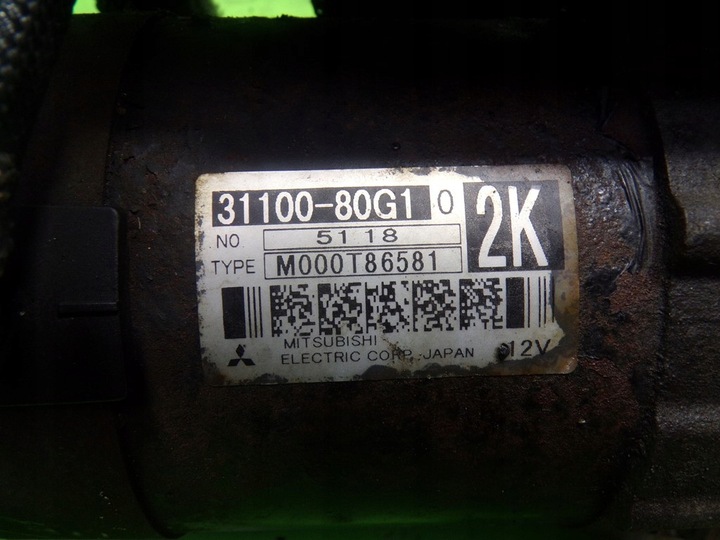 31100-80G1 0
2K
NO. 5118
TYPE M000T86581
MITSUBISHI
ELECTRIC CORP. JAPAN 12V